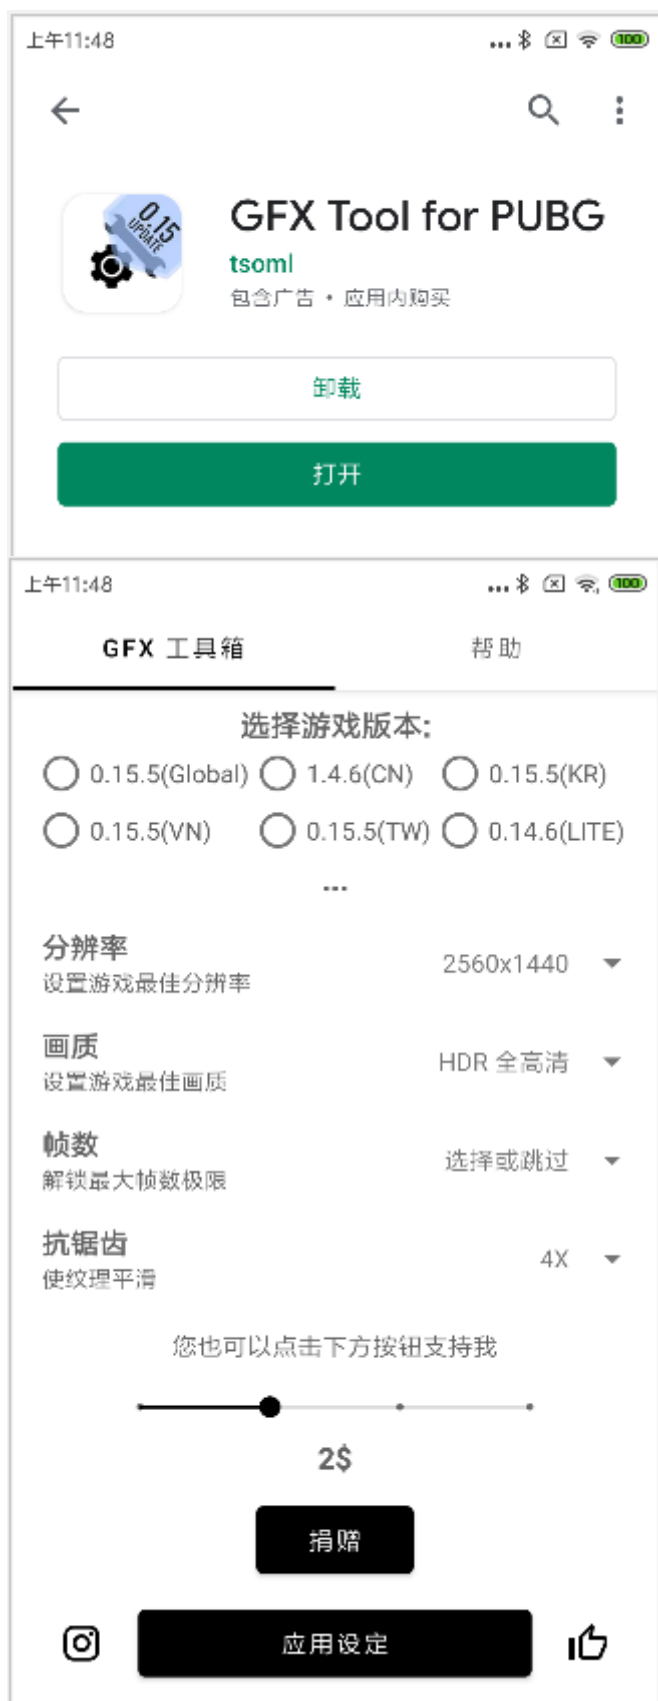 上午11:48
100
0.15
UPDATE
GFX Tool for PUBG
tsoml
包含广告 • 应用内购买
卸载
打开
上午11:48
100
GFX 工具箱 帮助
选择游戏版本:
0.15.5(Global) 1.4.6(CN) 0.15.5(KR)
0.15.5(VN) 0.15.5(TW) 0.14.6(LITE)
...
分辨率
设置游戏最佳分辨率
2560x1440
画质
设置游戏最佳画质
HDR 全高清
帧数
解锁最大帧数极限
选择或跳过
抗锯齿
使纹理平滑
4X
您也可以点击下方按钮支持我
2$
捐赠
应用设定